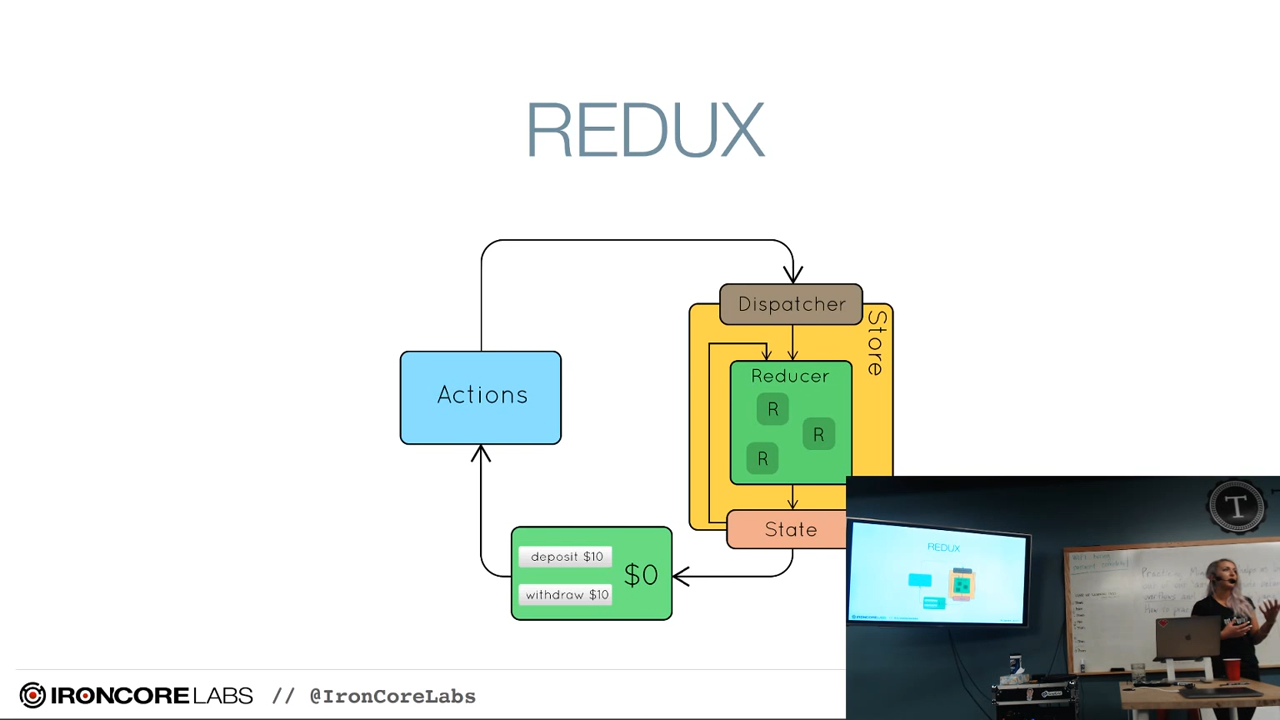 REDUX
Dispatcher
Store
Reducer
Actions
R
R
R
State
deposit $10
$0
withdraw $10
IRONCORE LABS // @IronCoreLabs
T
REDUX